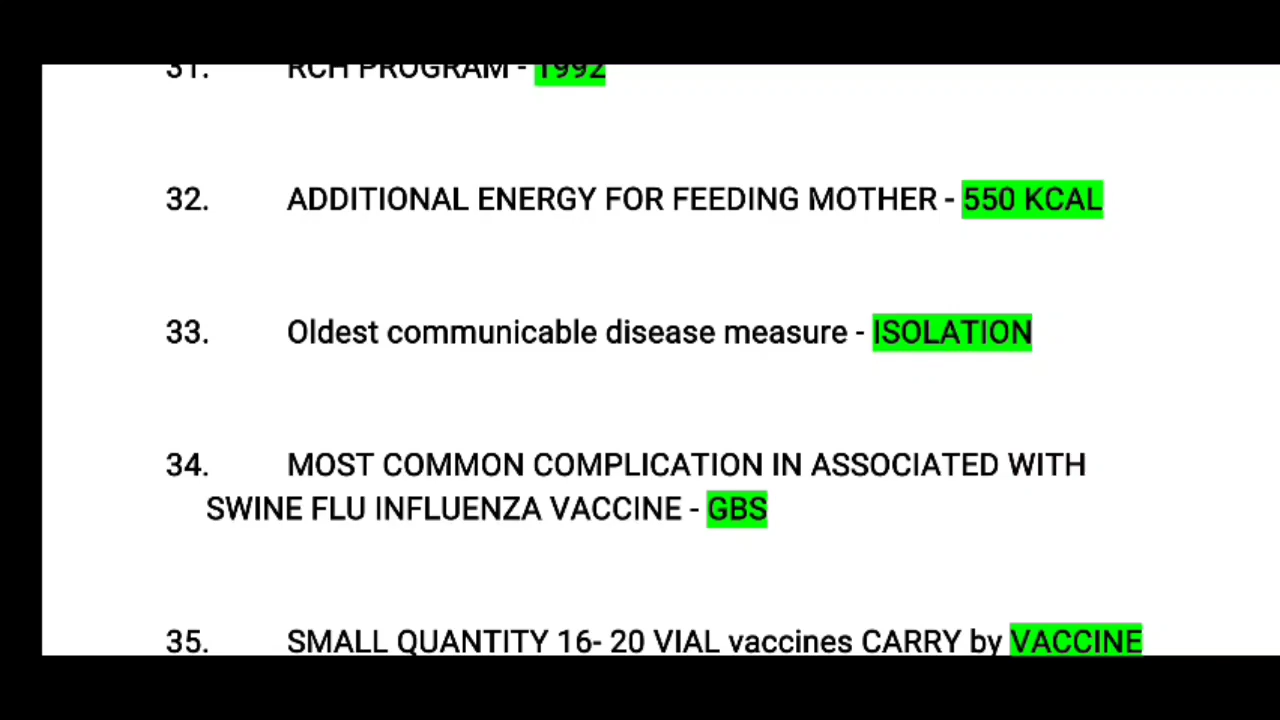 31. RCH PROGRAM - 1992
32. ADDITIONAL ENERGY FOR FEEDING MOTHER - 550 KCAL
33. Oldest communicable disease measure - ISOLATION
34. MOST COMMON COMPLICATION IN ASSOCIATED WITH
SWINE FLU INFLUENZA VACCINE - GBS
35. SMALL QUANTITY 16- 20 VIAL vaccines CARRY by VACCINE